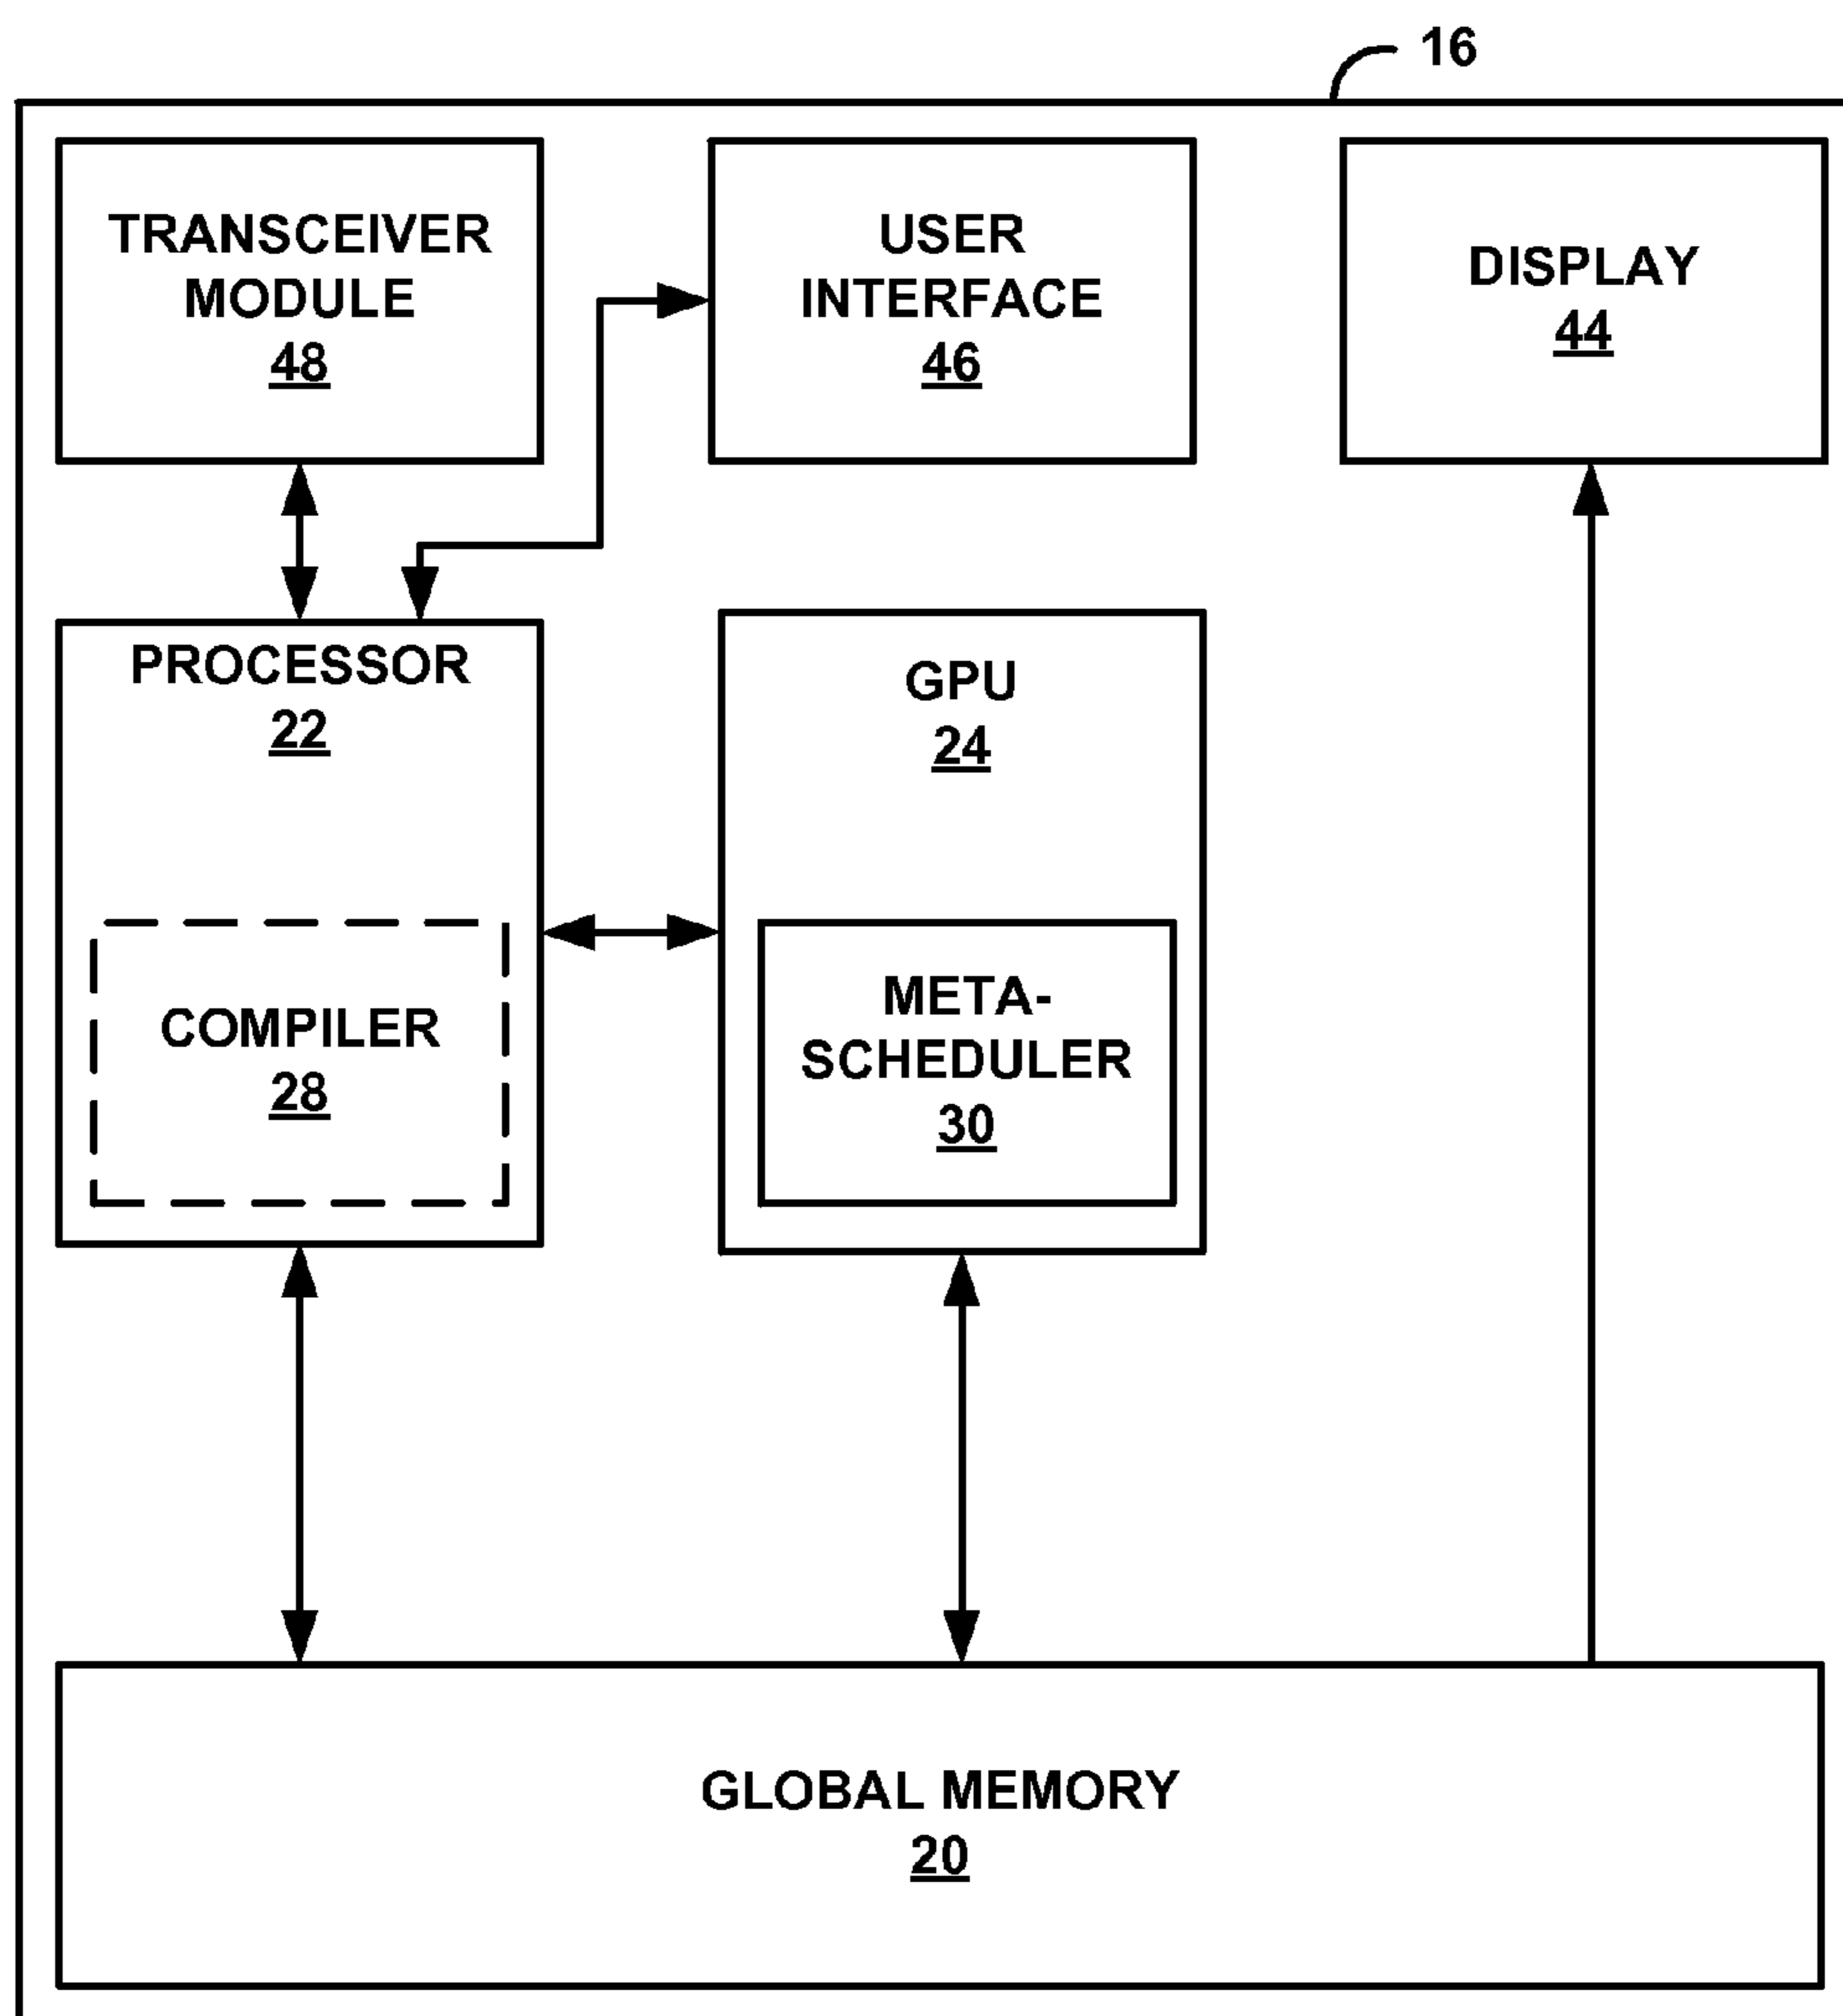 16
TRANSCEIVER
MODULE
48
USER
INTERFACE
46
DISPLAY
44
PROCESSOR
22
GPU
24
COMPILER
28
META-
SCHEDULER
30
GLOBAL MEMORY
20